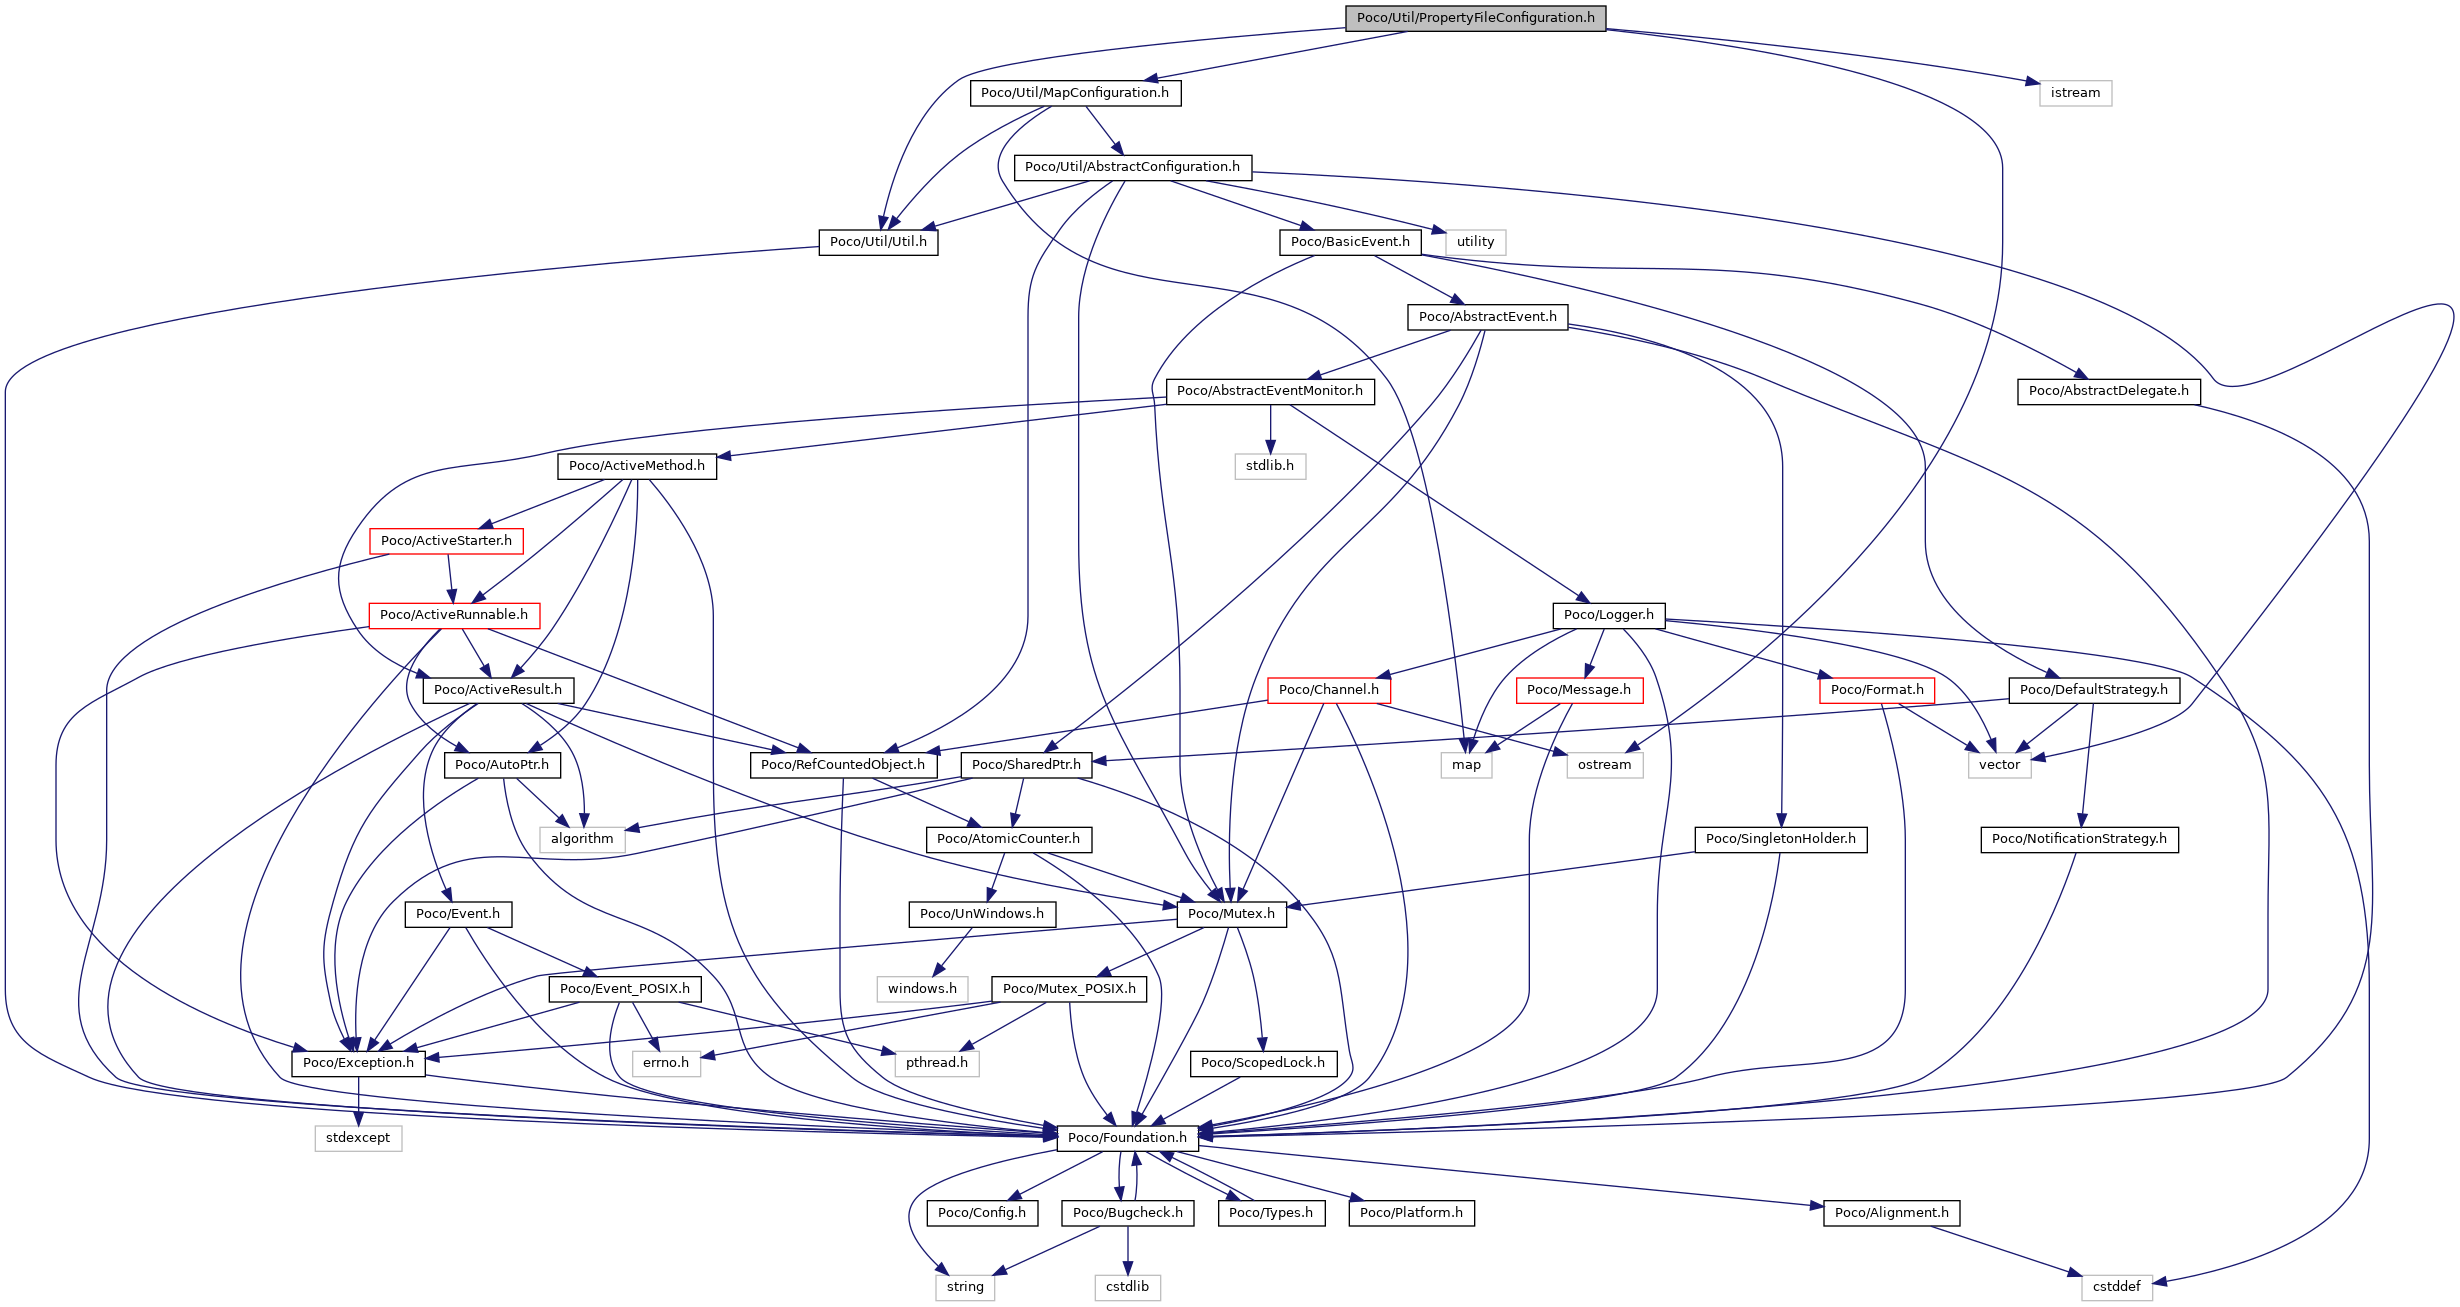 Poco/Util/PropertyFileConfiguration.h
Poco/Util/MapConfiguration.h
istream
Poco/Util/AbstractConfiguration.h
Poco/Util/Util.h
Poco/BasicEvent.h
utility
Poco/AbstractEvent.h
Poco/AbstractEventMonitor.h
Poco/AbstractDelegate.h
Poco/ActiveMethod.h
stdlib.h
Poco/ActiveStarter.h
Poco/ActiveRunnable.h
Poco/Logger.h
Poco/ActiveResult.h
Poco/Channel.h
Poco/Message.h
Poco/Format.h
Poco/DefaultStrategy.h
Poco/AutoPtr.h
Poco/RefCountedObject.h
Poco/SharedPtr.h
map
ostream
vector
algorithm
Poco/AtomicCounter.h
Poco/SingletonHolder.h
Poco/NotificationStrategy.h
Poco/Event.h
Poco/UnWindows.h
Poco/Mutex.h
Poco/Event_POSIX.h
windows.h
Poco/Mutex_POSIX.h
Poco/Exception.h
errno.h
pthread.h
Poco/ScopedLock.h
stdexcept
Poco/Foundation.h
Poco/Config.h
Poco/Bugcheck.h
Poco/Types.h
Poco/Platform.h
Poco/Alignment.h
string
cstdlib
cstddef